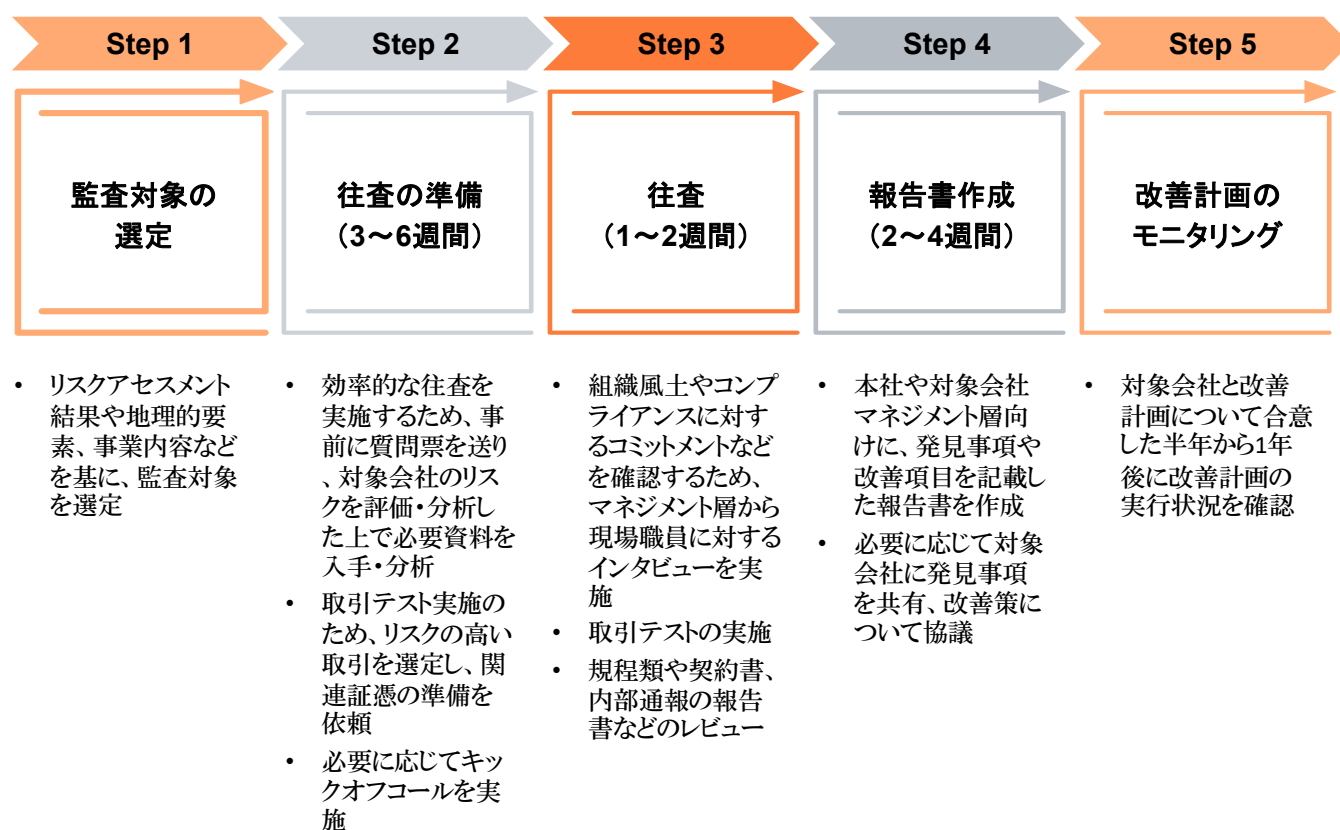 Step 1
Step 2
Step 3
Step 4
Step 5
監査対象の
選定
往査の準備
（3～6週間）
往査
（1～2週間）
報告書作成
（2～4週間）
改善計画の
モニタリング
• リスクアセスメント
結果や地理的要
素、事業内容など
を基に、監査対象
を選定
• 効率的な往査を
実施するため、事
前に質問票を送り
、対象会社のリス
クを評価・分析し
た上で必要資料を
入手・分析
• 取引テスト実施の
ため、リスクの高い
取引を選定し、関
連証憑の準備を
依頼
• 必要に応じてキッ
クオフコールを実
施
• 組織風土やコンプ
ライアンスに対す
るコミットメントなど
を確認するため、
マネジメント層から
現場職員に対する
インタビューを実
施
• 取引テストの実施
• 規程類や契約書、
内部通報の報告
書などのレビュー
• 本社や対象会社
マネジメント層向
けに、発見事項や
改善項目を記載し
た報告書を作成
• 必要に応じて対象
会社に発見事項
を共有、改善策に
ついて協議
• 対象会社と改善
計画について合意
した半年から1年
後に改善計画の
実行状況を確認